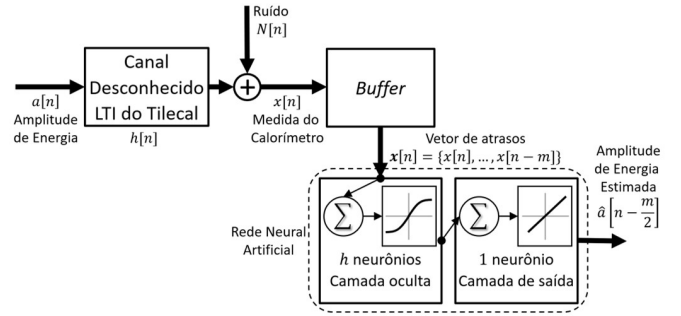 Ruído
N[n]
Canal
Desconhecido
LTI do Tilecal
Buffer
+
a[n]
Amplitude
de Energia
h[n]
x[n]
Medida do
Calorímetro
Vetor de atrasos
x[n] = {x[n], ..., x[n − m]}
Amplitude
de Energia
Estimada
â[n − m/2]
Rede Neural
Artificial
∑
∑
h neurônios
Camada oculta
1 neurônio
Camada de saída